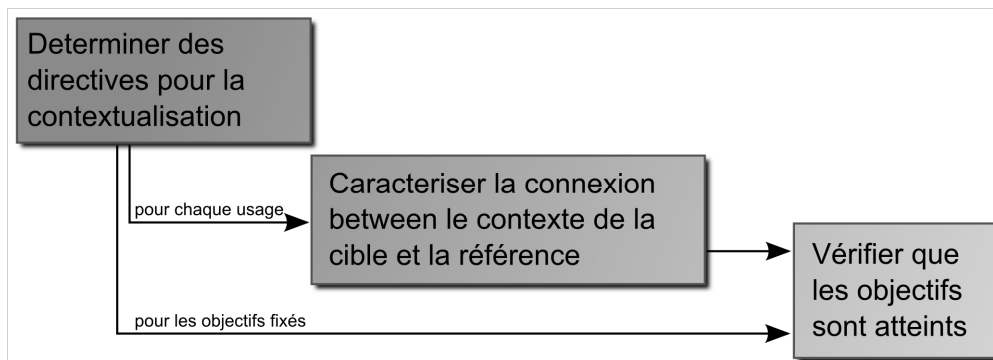 Determiner des
directives pour la
contextualisation
pour chaque usage
Caracteriser la connexion
between le contexte de la
cible et la référence
pour les objectifs fixés
Vérifier que
les objectifs
sont atteints